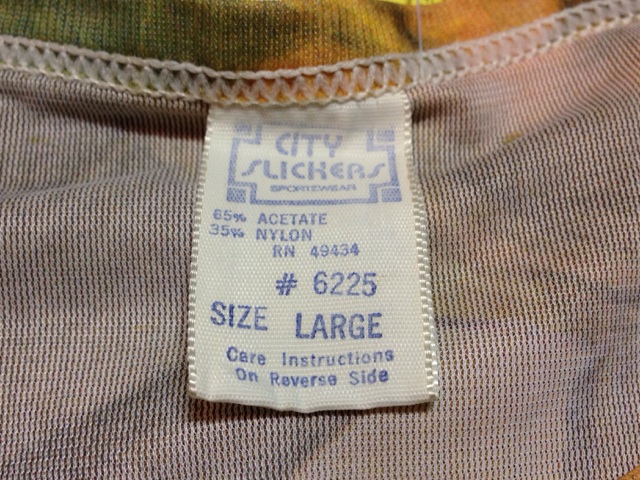 CITY
SLICKERS
SPORTSWEAR
65% ACETATE
35% NYLON
RN 49434
# 6225
SIZE LARGE
Care Instructions
On Reverse Side